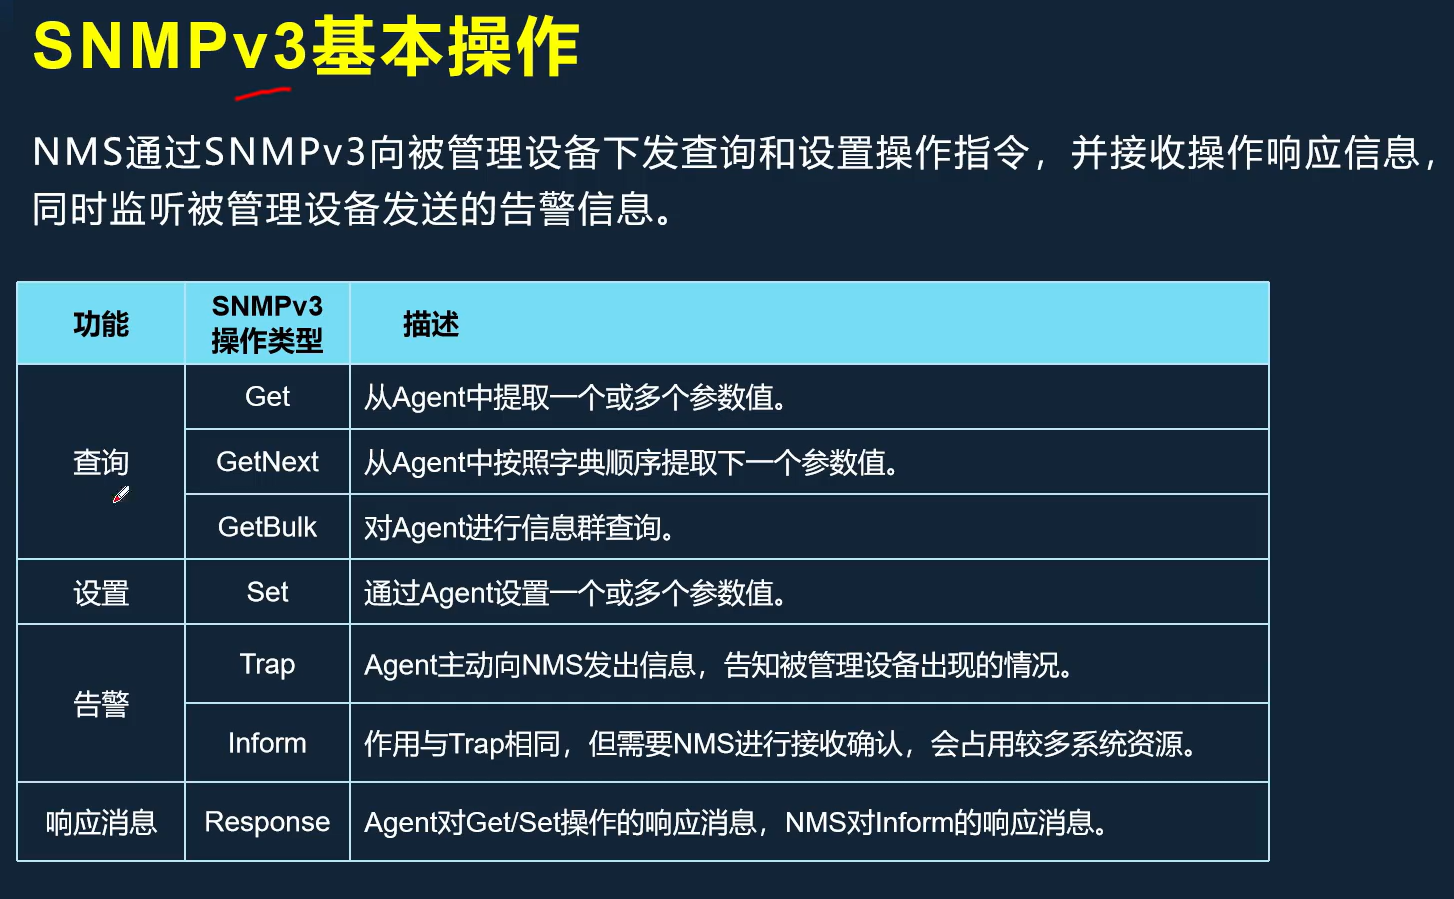 SNMPv3基本操作
NMS通过SNMPv3向被管理设备下发查询和设置操作指令，并接收操作响应信息，
同时监听被管理设备发送的告警信息。
功能
SNMPv3
操作类型
描述
查询
Get
从Agent中提取一个或多个参数值。
GetNext
从Agent中按照字典顺序提取下一个参数值。
GetBulk
对Agent进行信息群查询。
设置
Set
通过Agent设置一个或多个参数值。
告警
Trap
Agent主动向NMS发出信息，告知被管理设备出现的情况。
Inform
作用与Trap相同，但需要NMS进行接收确认，会占用较多系统资源。
响应消息
Response
Agent对Get/Set操作的响应消息，NMS对Inform的响应消息。